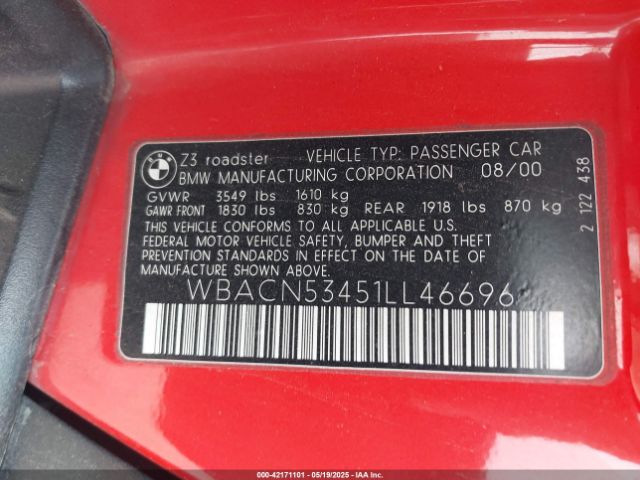 BMW
Z3 roadster VEHICLE TYP: PASSENGER CAR
BMW MANUFACTURING CORPORATION 08/00
GVWR 3549 lbs 1610 kg
GAWR FRONT 1830 lbs 830 kg REAR 1918 lbs 870 kg
THIS VEHICLE CONFORMS TO ALL APPLICABLE U.S.
FEDERAL MOTOR VEHICLE SAFETY, BUMPER AND THEFT
PREVENTION STANDARDS IN EFFECT ON THE DATE OF
MANUFACTURE SHOWN ABOVE.
WBACN53451LL46696
2 122 438
000-42171101 - 05/19/2025 - IAAI.COM